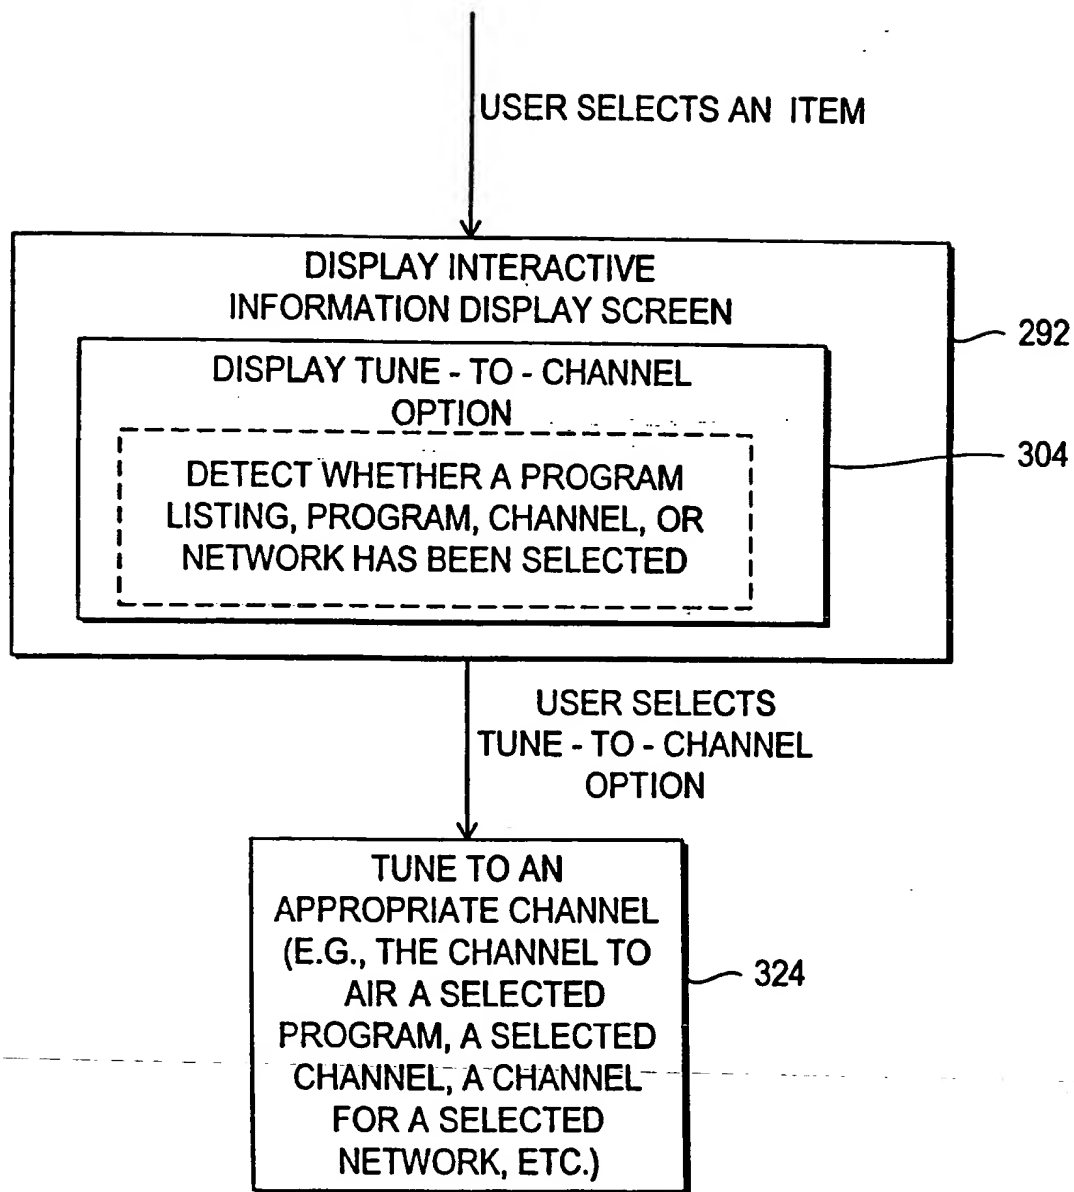 USER SELECTS AN ITEM
DISPLAY INTERACTIVE
INFORMATION DISPLAY SCREEN
292
DISPLAY TUNE - TO - CHANNEL
OPTION
304
DETECT WHETHER A PROGRAM
LISTING, PROGRAM, CHANNEL, OR
NETWORK HAS BEEN SELECTED
USER SELECTS
TUNE - TO - CHANNEL
OPTION
TUNE TO AN
APPROPRIATE CHANNEL
(E.G., THE CHANNEL TO
AIR A SELECTED
PROGRAM, A SELECTED
CHANNEL, A CHANNEL
FOR A SELECTED
NETWORK, ETC.)
324